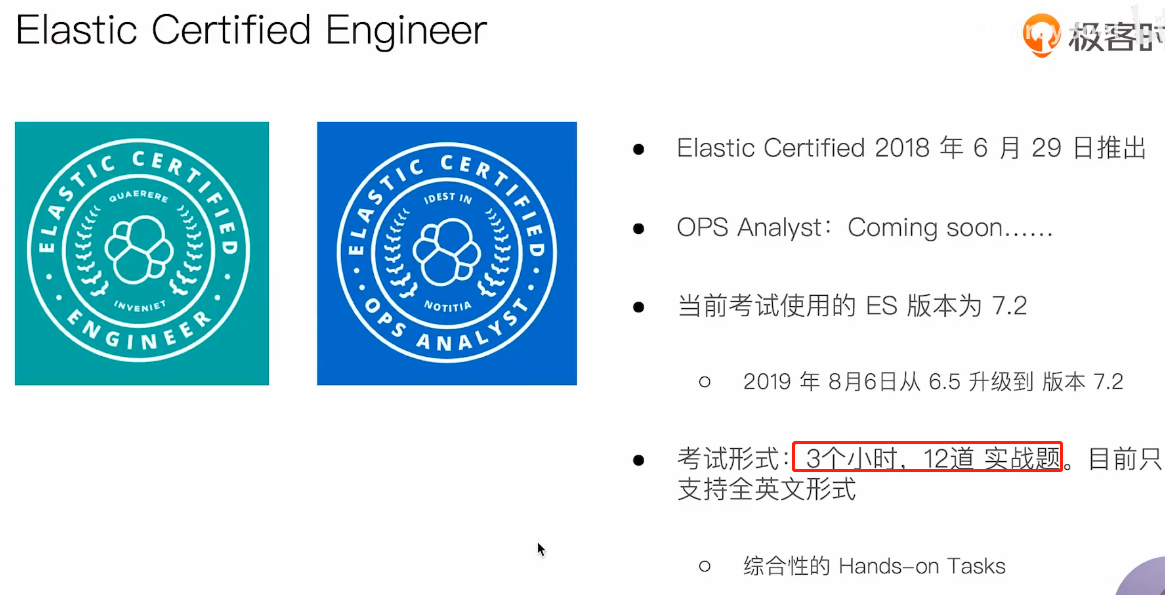 Elastic Certified Engineer
极客时
ELASTIC CERTIFIED
QUAERERE
INVENIET
ENGINEER
ELASTIC CERTIFIED
IDEST IN
NOTITIA
OPS ANALYST
Elastic Certified 2018 年 6 月 29 日推出
OPS Analyst：Coming soon……
当前考试使用的 ES 版本为 7.2
2019 年 8月6日从 6.5 升级到 版本 7.2
考试形式：3个小时，12道 实战题。目前只
支持全英文形式
综合性的 Hands-on Tasks